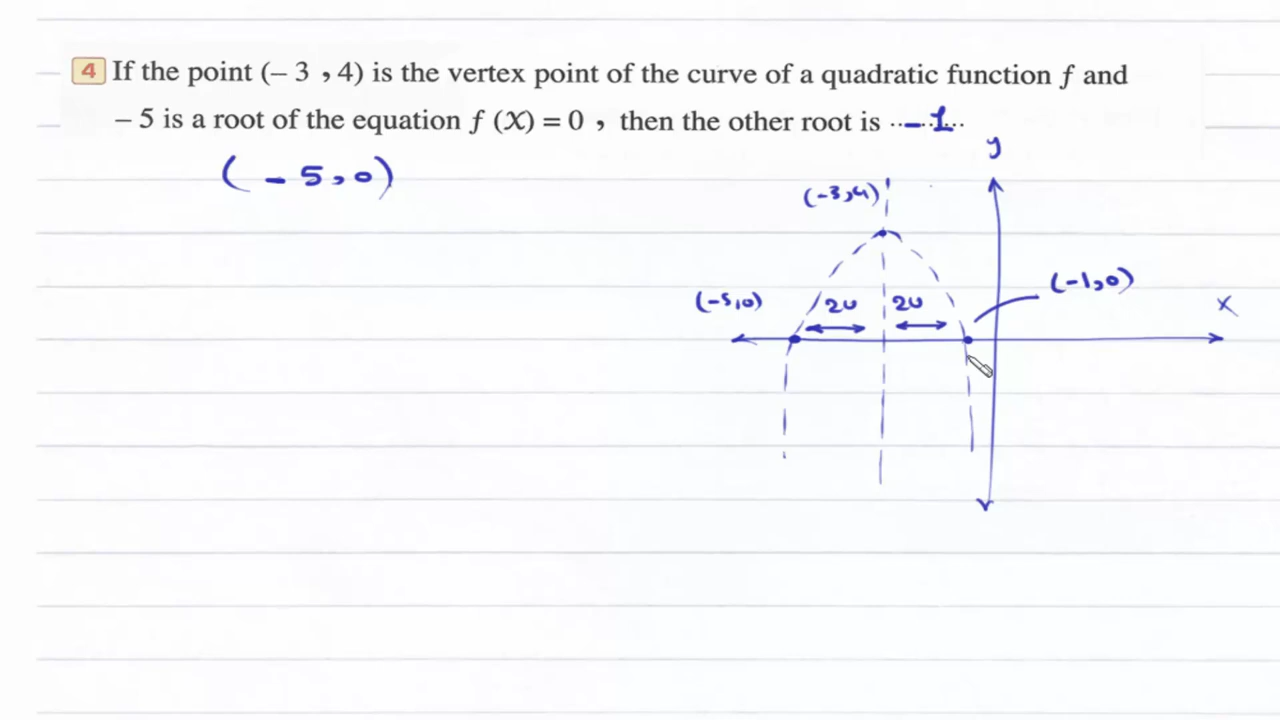 4 If the point (– 3 , 4) is the vertex point of the curve of a quadratic function f and
– 5 is a root of the equation f (X) = 0 , then the other root is ..– 1..
(– 5 , 0)
y
(–3,4)
(–1,0)
(–5,0)
2u
2u
x